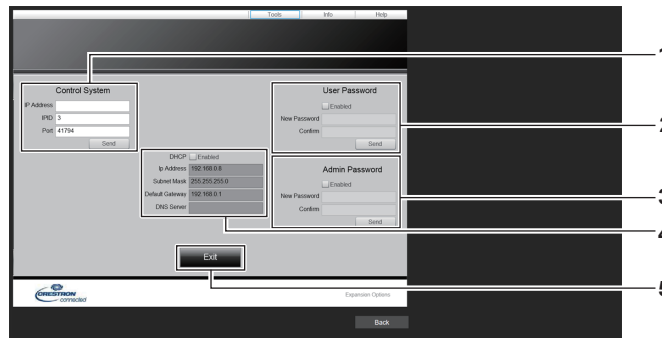 Tools Info Help
Control System
IP Address
IPID 3
Port 41794
Send
User Password
Enabled
New Password
Confirm
Send
DHCP Enabled
Ip Address 192.168.0.8
Subnet Mask 255.255.255.0
Default Gateway 192.168.0.1
DNS Server
Admin Password
Enabled
New Password
Confirm
Send
Exit
CRESTRON
connected
Expansion Options
Back
1
2
3
4
5